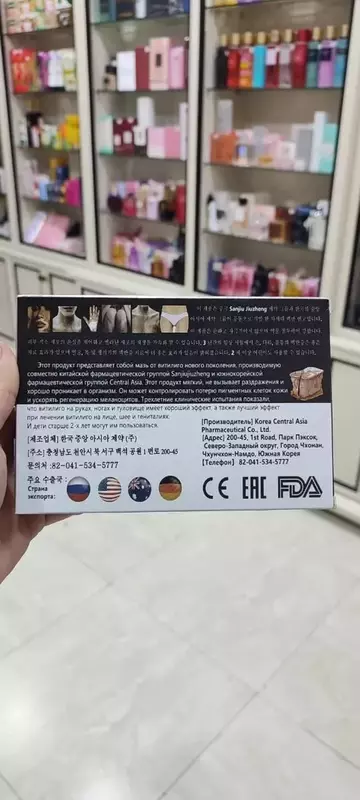 Sanjiu Jiuzheng
Этот продукт представляет собой мазь от витилиго нового поколения, производимую
совместно китайской фармацевтической группой Sanjiujiuzheng и южнокорейской
фармацевтической группой Central Asia. Этот продукт мягкий, не вызывает раздражения и
хорошо проникает в организм. Он может контролировать потерю пигментных клеток кожи
и ускорять регенерацию меланоцитов. Трехлетние клинические испытания показали,
что витилиго на руках, ногах и туловище имеет хороший эффект, а также лучший эффект
при лечении витилиго на лице, шее и гениталиях.
И дети старше 2-х лет могут ли пользоваться.
[제조업체] 한국 중앙 아시아 제약 (주)
[주소] 충청남도 천안시 북 서구 백석 공원 1 번도 200-45
문의처 :82-041-534-5777
주요 수출국 :
Страна
экспорта:
[Производитель] Korea Central Asia
Pharmaceutical Co., Ltd.
[Адрес] 200-45, 1st Road, Парк Пэксок,
Северо-Западный округ, Город Чхонан,
Чхунчхон-Намдо, Южная Корея
【Телефон】 82-041-534-5777
CE EAC FDA